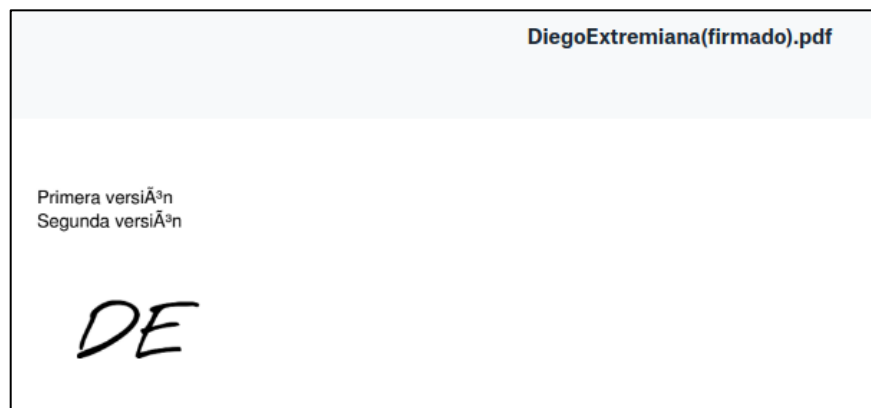 DiegoExtremiana(firmado).pdf
Primera versiÃ³n
Segunda versiÃ³n
DE